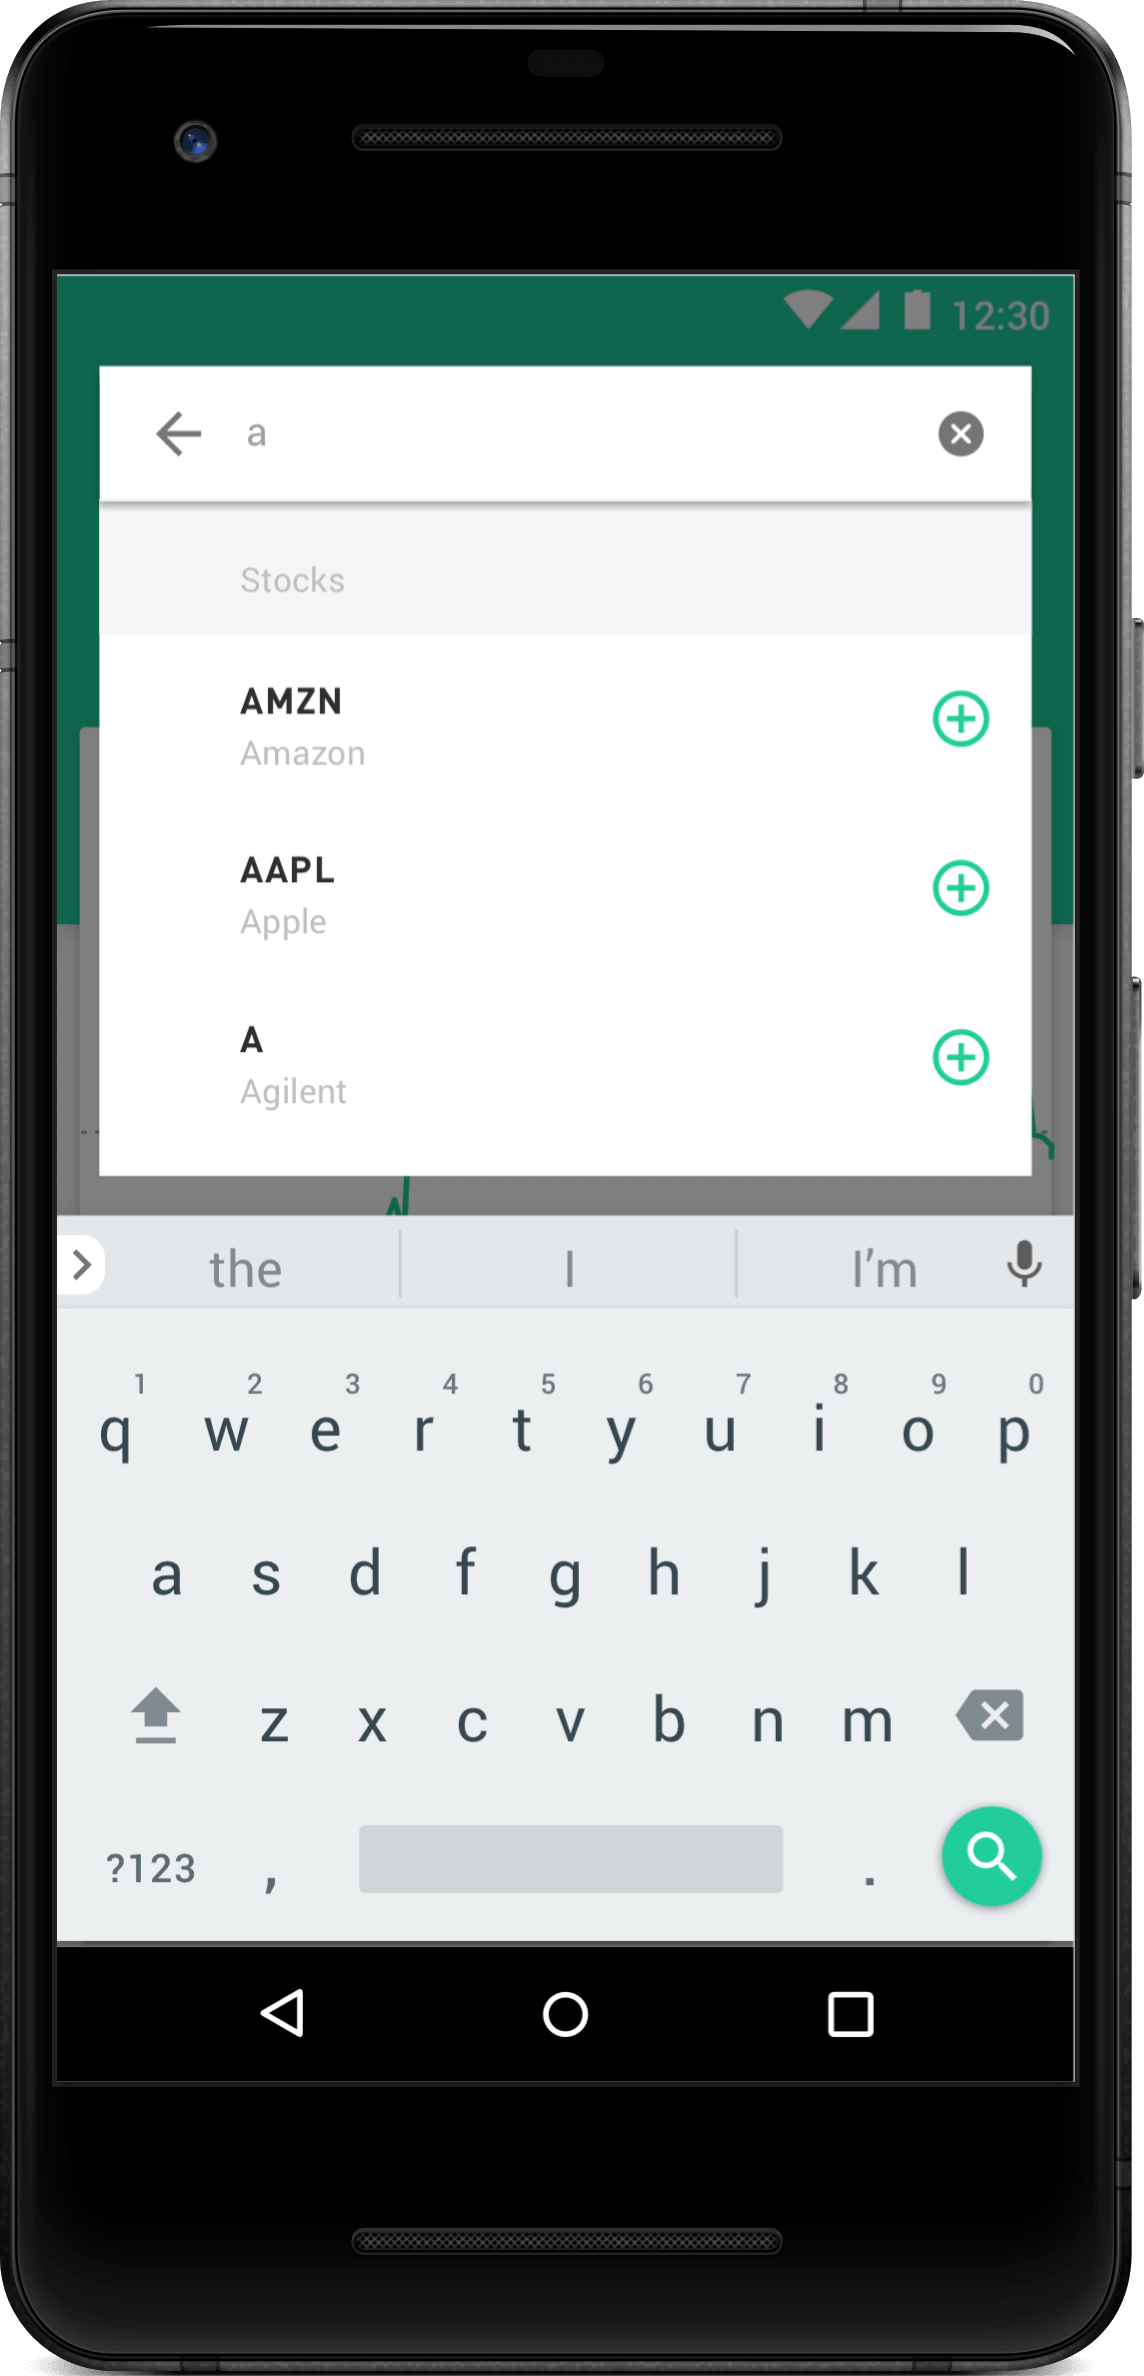 12:30
a
Stocks
AMZN
Amazon
AAPL
Apple
A
Agilent
the I I’m
1 2 3 4 5 6 7 8 9 0
q w e r t y u i o p
a s d f g h j k l
z x c v b n m
?123 , .